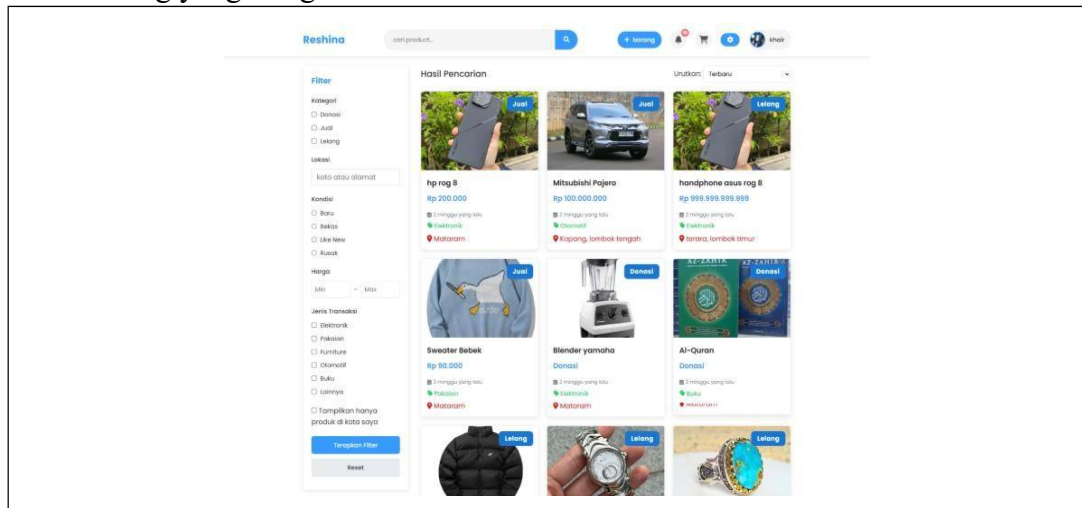 Reshina
cari product..
+ barang
khair
Filter
Kategori
Donasi
Jual
Lelang
Lokasi
kota atau alamat
Kondisi
Baru
Bekas
Like New
Rusak
Harga
Min - Max
Jenis Transaksi
Elektronik
Pakaian
Furniture
Otomotif
Buku
Lainnya
Tampilkan hanya
produk di kota saya
Terapkan Filter
Reset
Hasil Pencarian
Urutkan: Terbaru
Jual
hp rog 8
Rp 200.000
2 minggu yang lalu
Elektronik
Mataram
Jual
Mitsubishi Pajero
Rp 100.000.000
2 minggu yang lalu
Otomotif
Kopang, lombok tengah
Lelang
handphone asus rog 8
Rp 999.999.999.999
2 minggu yang lalu
Elektronik
terara, lombok timur
Jual
Sweater Bebek
Rp 50.000
2 minggu yang lalu
Pakaian
Mataram
Donasi
Blender yamaha
Donasi
2 minggu yang lalu
Elektronik
Mataram
AZ-ZAHIR
AZ-ZAHIR
Donasi
Al-Quran
Donasi
2 minggu yang lalu
Buku
Mataram
Lelang
Lelang
Lelang